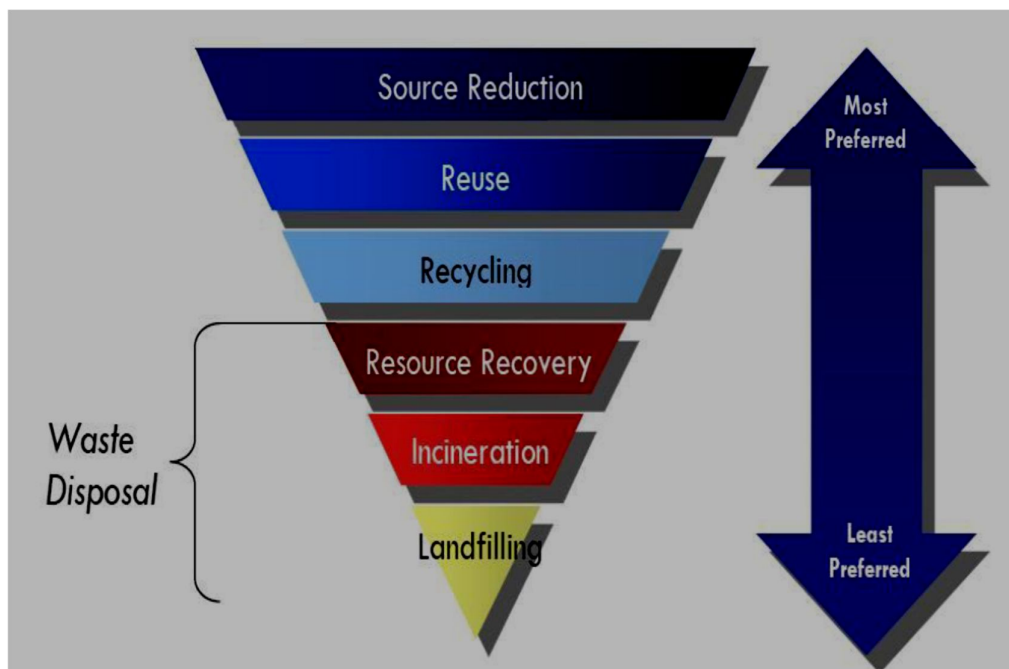 Source Reduction
Reuse
Recycling
Resource Recovery
Incineration
Landfilling
Waste
Disposal
Most
Preferred
Least
Preferred